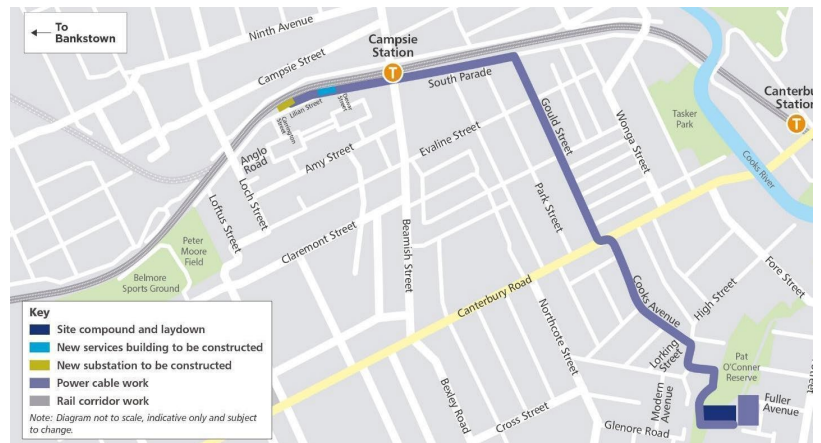 To
Bankstown
Ninth Avenue
Campsie Street
Campsie
Station
T
South Parade
Lilian Street
Carrington
Street
Dewar
Street
Anglo
Road
Amy Street
Evaline Street
Gould Street
Wonga Street
Tasker
Park
Canterbury
Station
T
Cooks River
Loch Street
Loftus Street
Claremont Street
Beamish Street
Park Street
Peter
Moore
Field
Belmore
Sports Ground
Canterbury Road
Northcote Street
Cooks Avenue
High Street
Fore Street
Lorking
Street
Modern
Avenue
Pat
O'Conner
Reserve
Fuller
Avenue
Bexley Road
Cross Street
Glenore Road
Key
Site compound and laydown
New services building to be constructed
New substation to be constructed
Power cable work
Rail corridor work
Note: Diagram not to scale, indicative only and subject
to change.